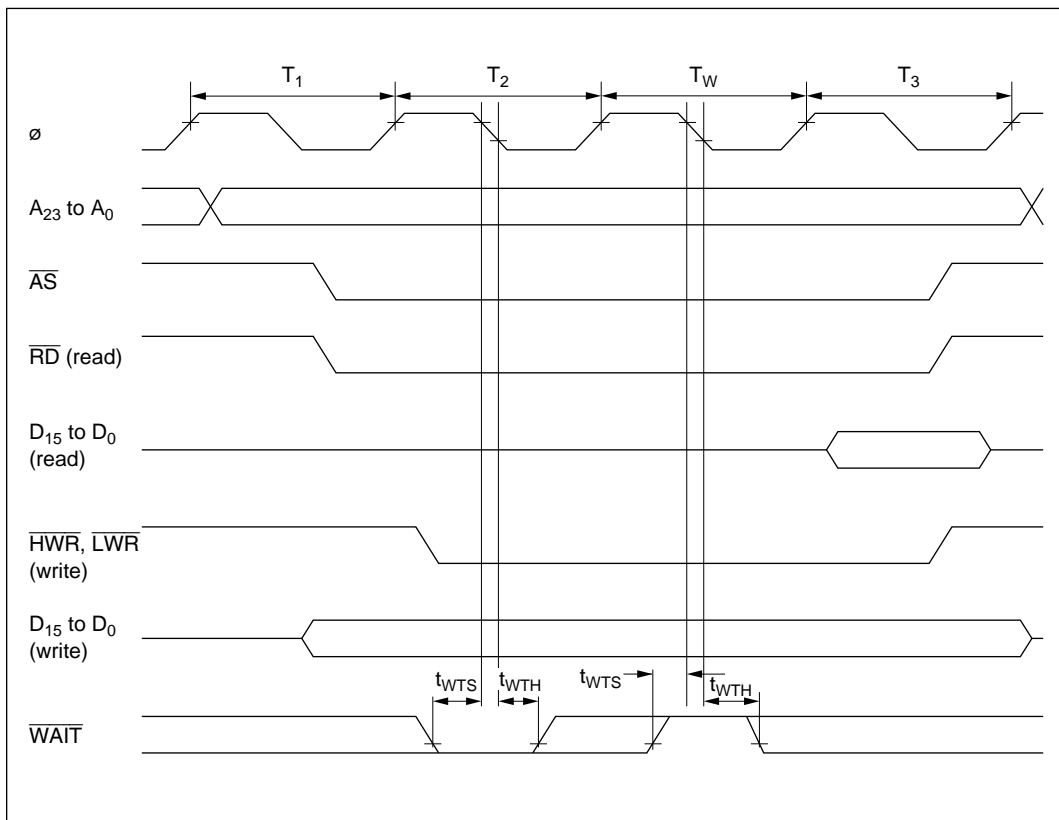 T1 T2 TW T3
ø
A23 to A0
AS
RD (read)
D15 to D0
(read)
HWR, LWR
(write)
D15 to D0
(write)
tWTS tWTH tWTS tWTH
WAIT